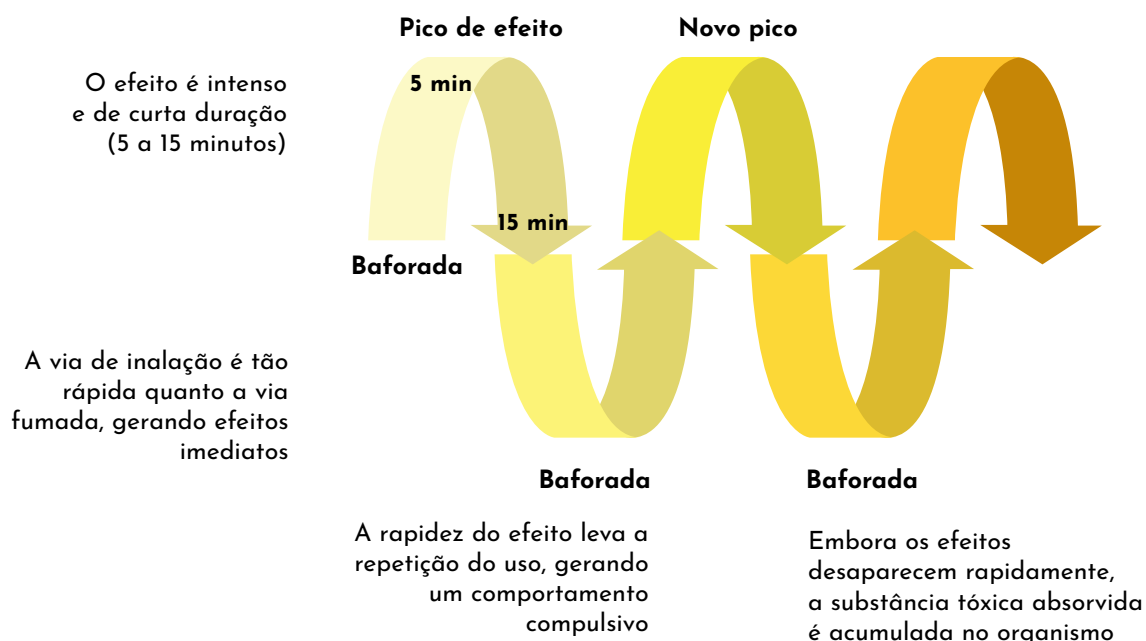 Pico de efeito
Novo pico
O efeito é intenso
e de curta duração
(5 a 15 minutos)
5 min
15 min
Baforada
A via de inalação é tão
rápida quanto a via
fumada, gerando efeitos
imediatos
Baforada
A rapidez do efeito leva a
repetição do uso, gerando
um comportamento
compulsivo
Baforada
Embora os efeitos
desaparecem rapidamente,
a substância tóxica absorvida
é acumulada no organismo